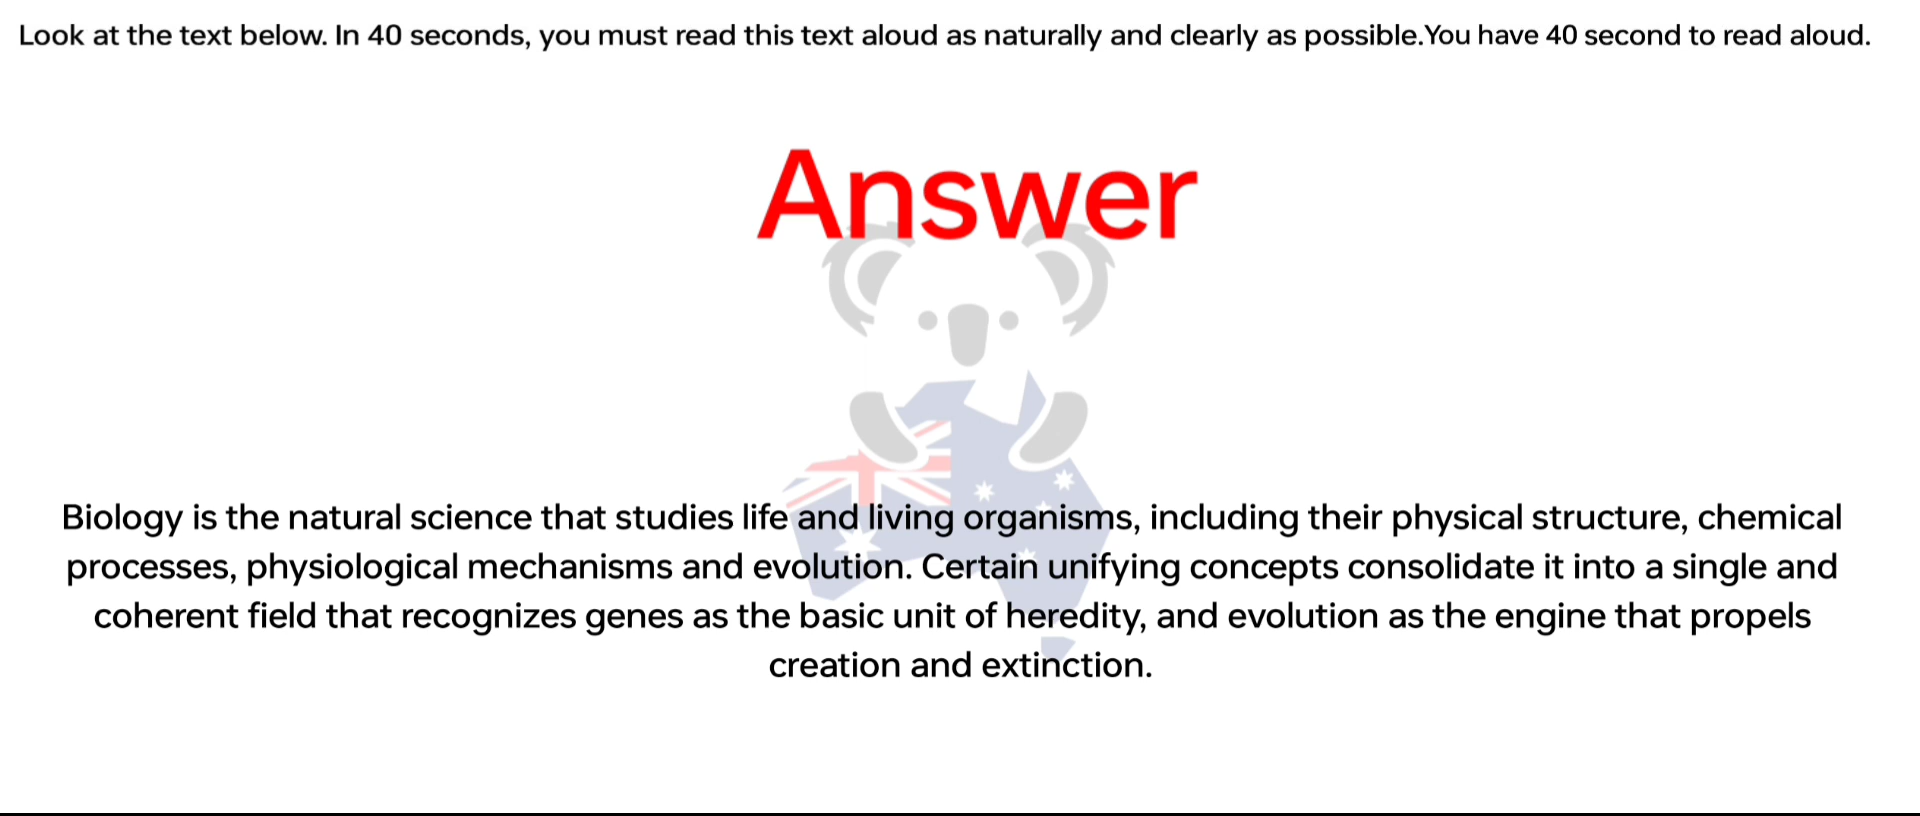 Look at the text below. In 40 seconds, you must read this text aloud as naturally and clearly as possible.You have 40 second to read aloud.
Answer
Biology is the natural science that studies life and living organisms, including their physical structure, chemical
processes, physiological mechanisms and evolution. Certain unifying concepts consolidate it into a single and
coherent field that recognizes genes as the basic unit of heredity, and evolution as the engine that propels
creation and extinction.